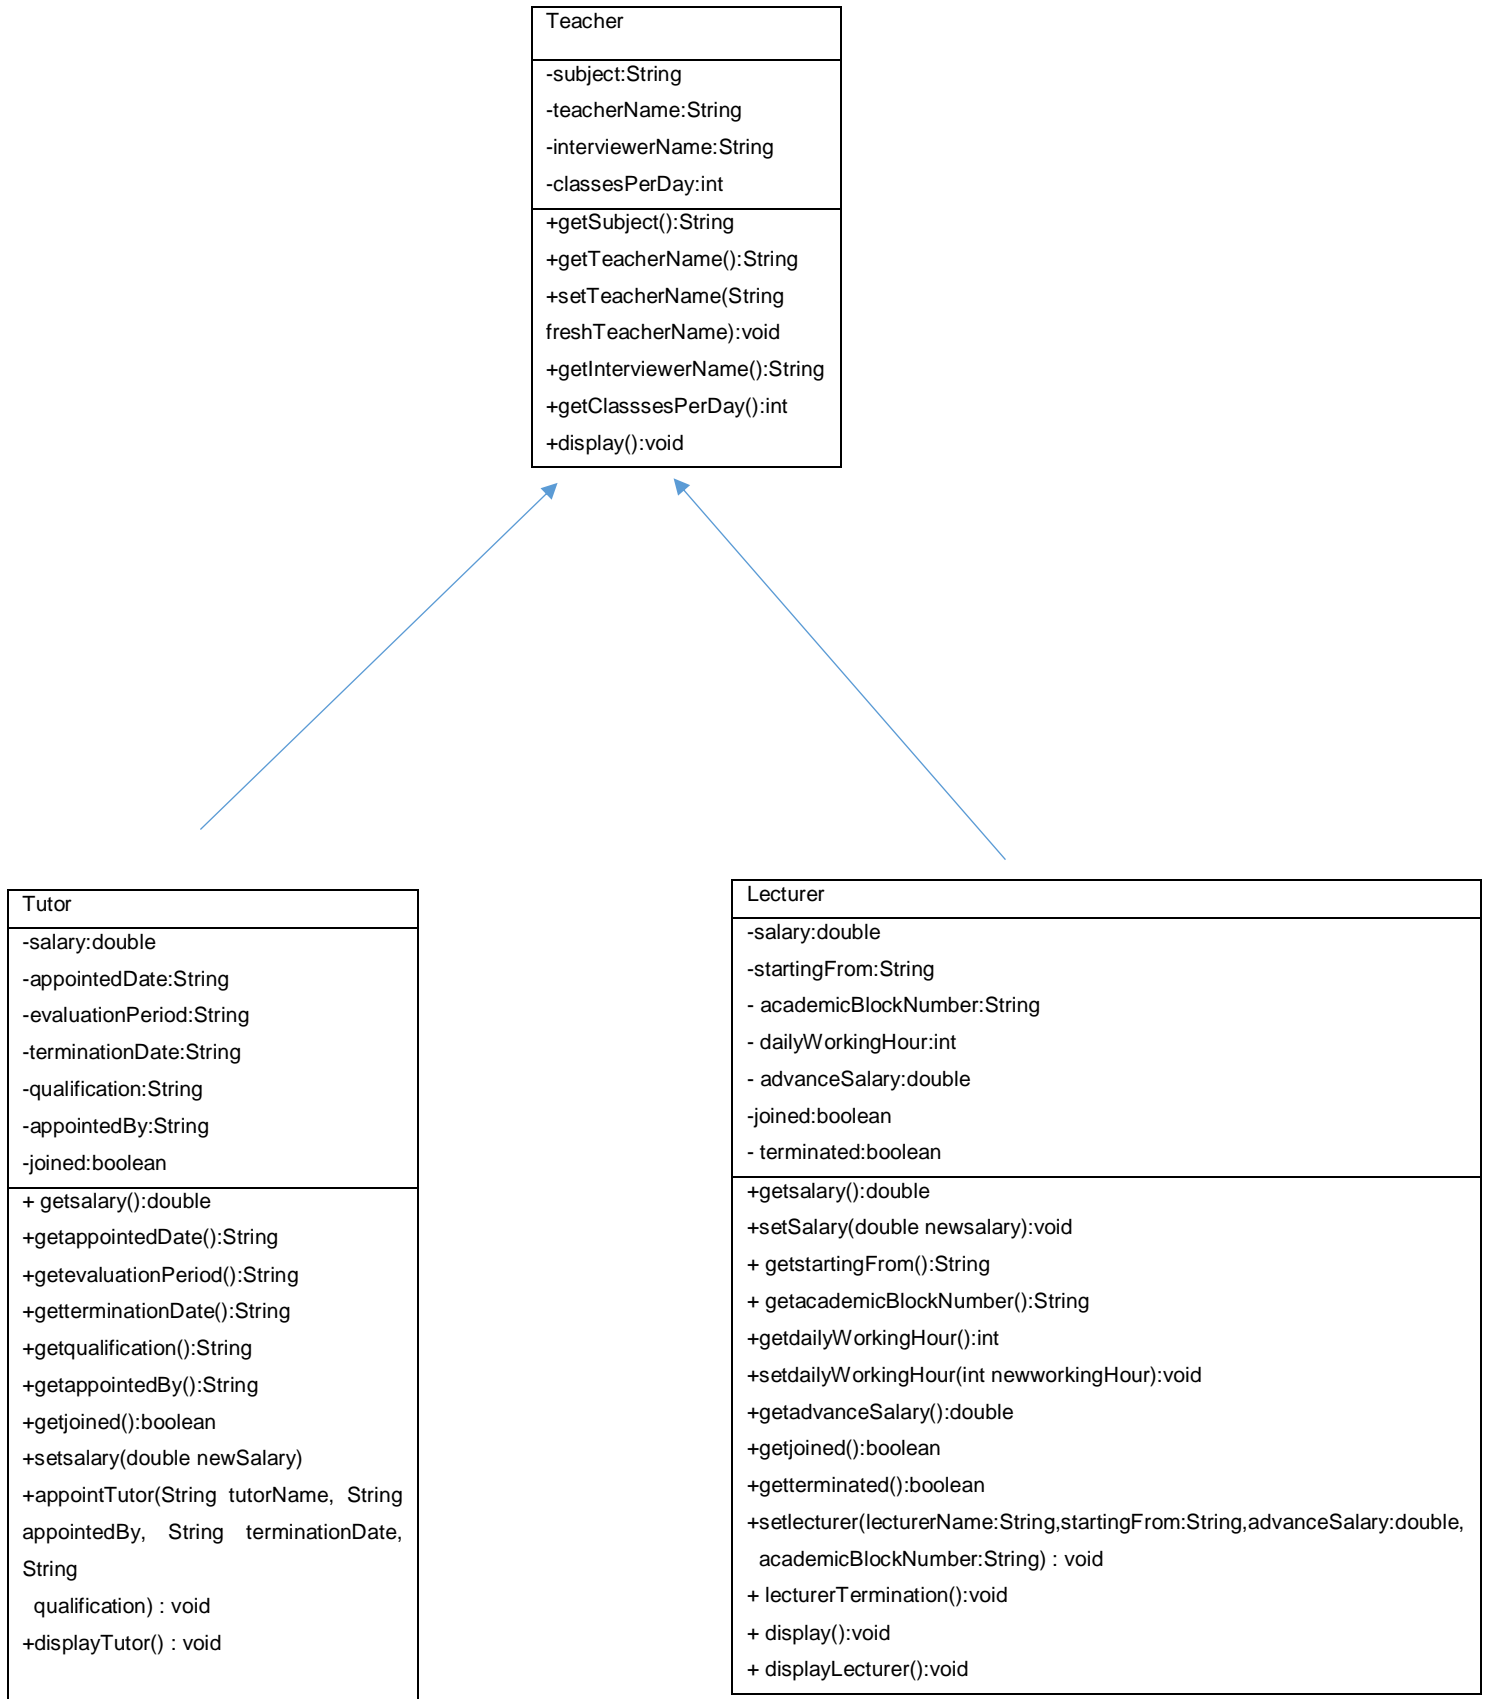 Teacher
-subject:String
-teacherName:String
-interviewerName:String
-classesPerDay:int
+getSubject():String
+getTeacherName():String
+setTeacherName(String
freshTeacherName):void
+getInterviewerName():String
+getClasssesPerDay():int
+display():void
Tutor
-salary:double
-appointedDate:String
-evaluationPeriod:String
-terminationDate:String
-qualification:String
-appointedBy:String
-joined:boolean
+ getsalary():double
+getappointedDate():String
+getevaluationPeriod():String
+getterminationDate():String
+getqualification():String
+getappointedBy():String
+getjoined():boolean
+setsalary(double newSalary)
+appointTutor(String tutorName, String
appointedBy, String terminationDate,
String
qualification) : void
+displayTutor() : void
Lecturer
-salary:double
-startingFrom:String
- academicBlockNumber:String
- dailyWorkingHour:int
- advanceSalary:double
-joined:boolean
- terminated:boolean
+getsalary():double
+setSalary(double newsalary):void
+ getstartingFrom():String
+ getacademicBlockNumber():String
+getdailyWorkingHour():int
+setdailyWorkingHour(int newworkingHour):void
+getadvanceSalary():double
+getjoined():boolean
+getterminated():boolean
+setlecturer(lecturerName:String,startingFrom:String,advanceSalary:double,
academicBlockNumber:String) : void
+ lecturerTermination():void
+ display():void
+ displayLecturer():void